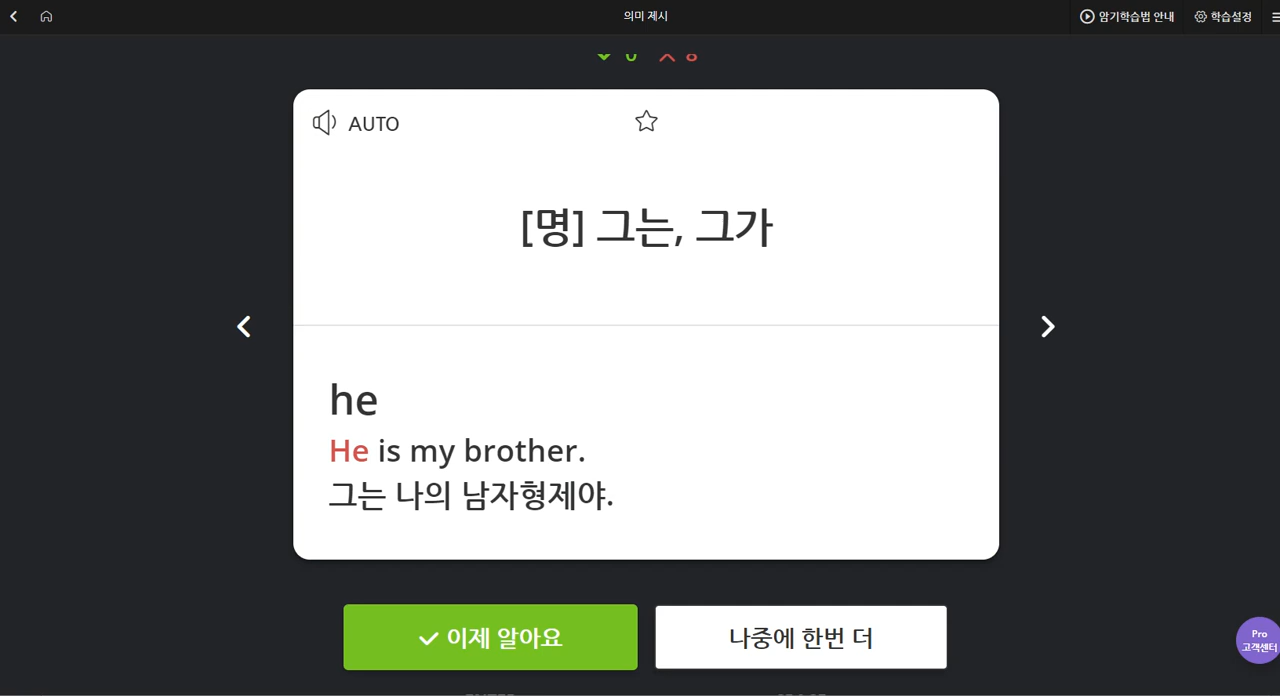 의미 제시
암기학습법 안내
학습설정
AUTO
[명] 그는, 그가
he
He is my brother.
그는 나의 남자형제야.
이제 알아요
나중에 한번 더
Pro
고객센터